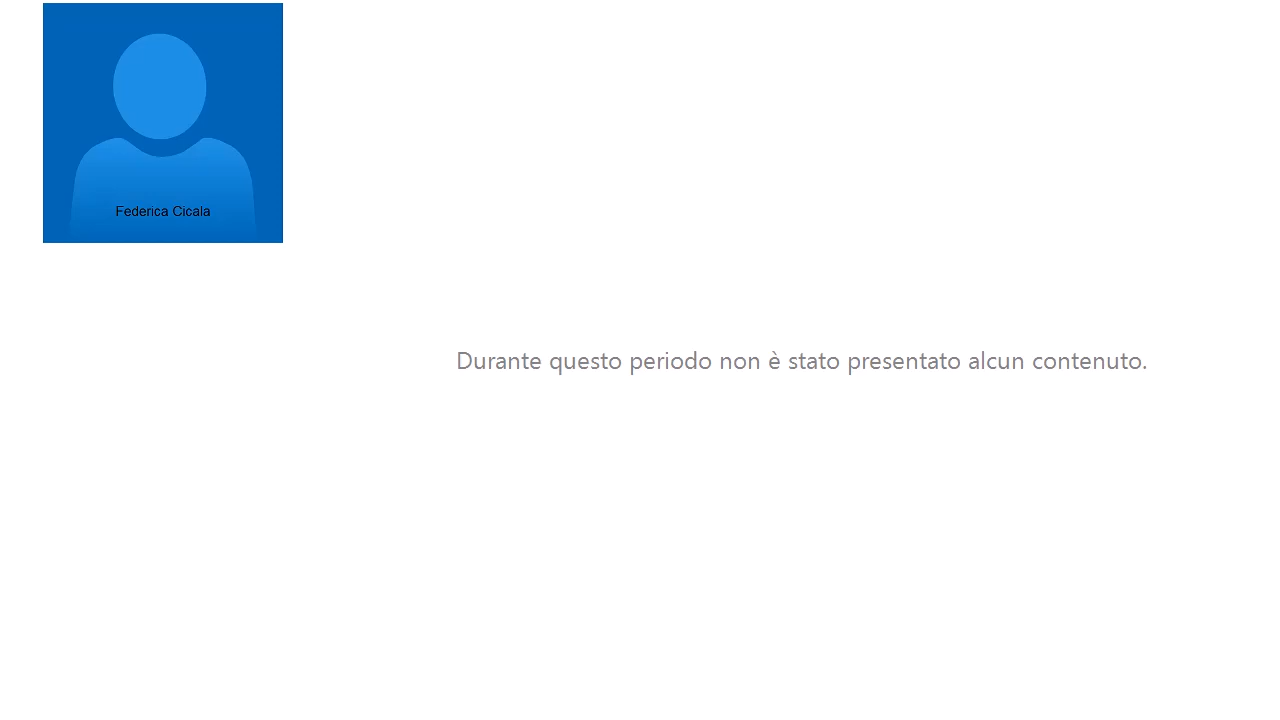 Federica Cicala
Durante questo periodo non è stato presentato alcun contenuto.